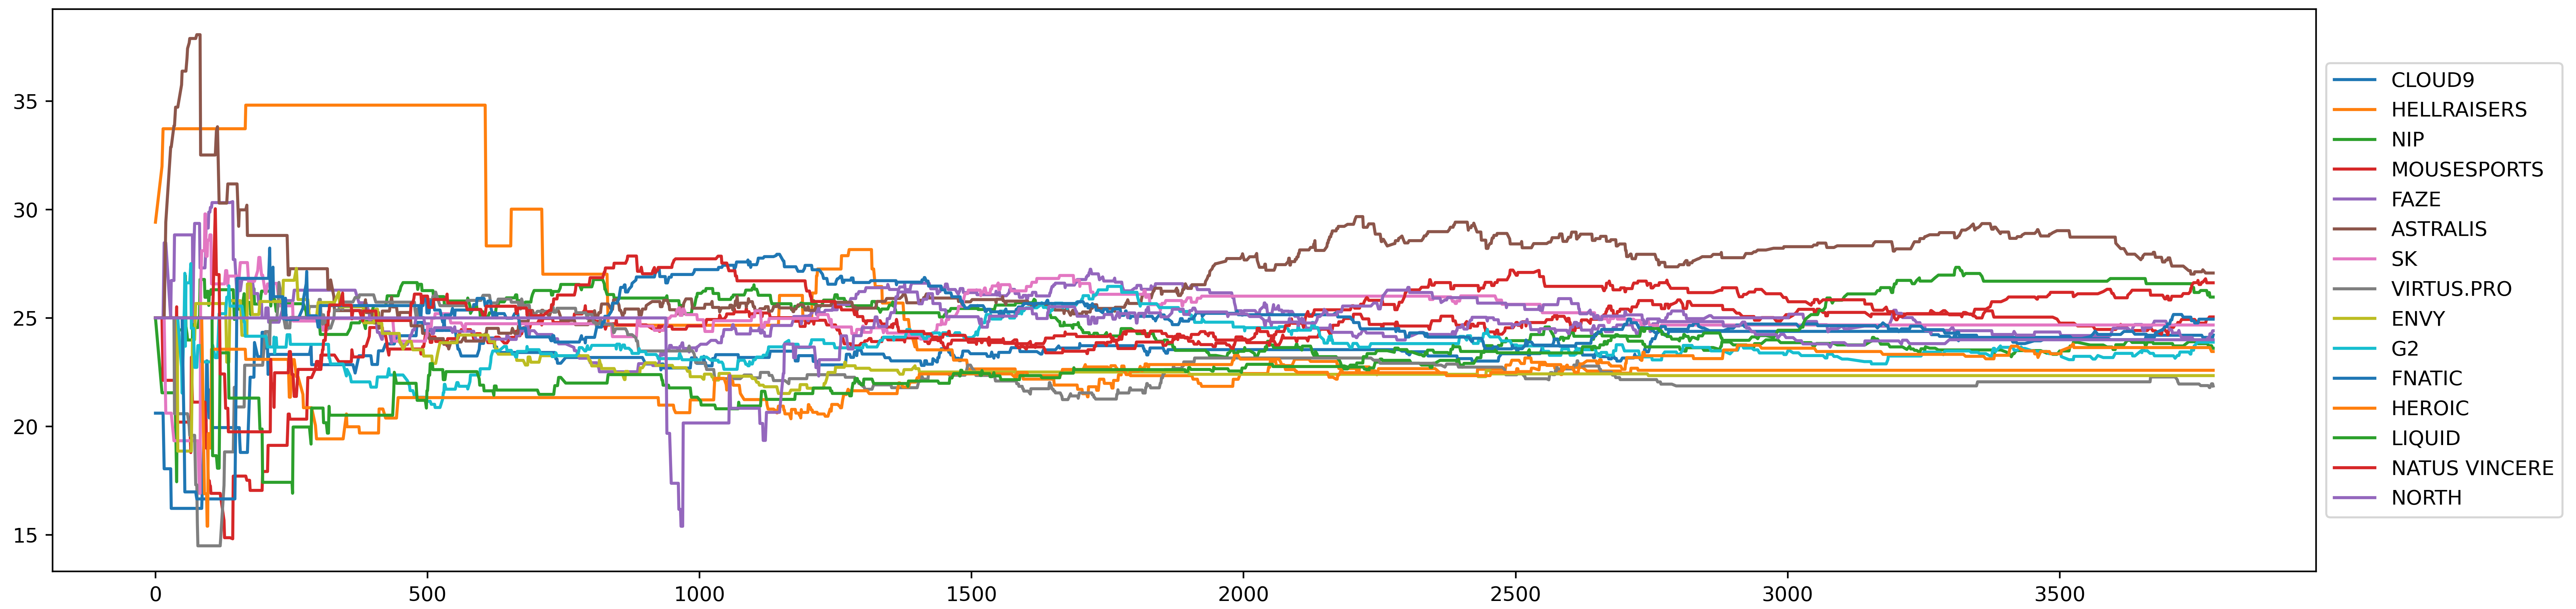 35
30
25
20
15
0 500 1000 1500 2000 2500 3000 3500
CLOUD9
HELLRAISERS
NIP
MOUSESPORTS
FAZE
ASTRALIS
SK
VIRTUS.PRO
ENVY
G2
FNATIC
HEROIC
LIQUID
NATUS VINCERE
NORTH